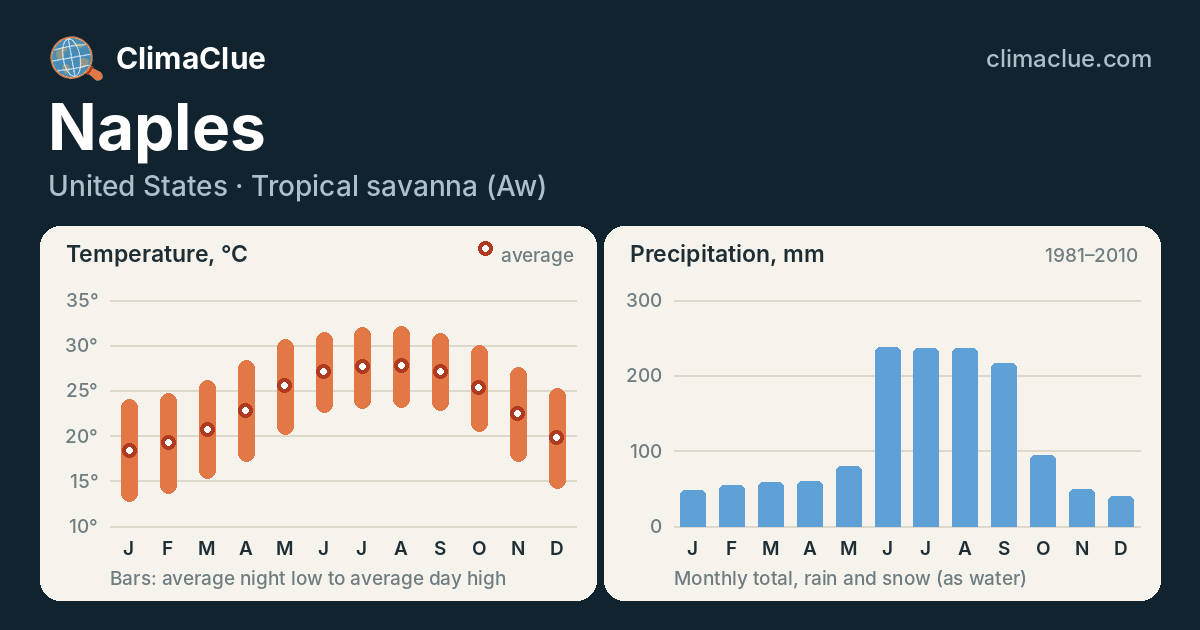 ClimaClue
climaclue.com
Naples
United States · Tropical savanna (Aw)
Temperature, °C
average
35°
30°
25°
20°
15°
10°
J F M A M J J A S O N D
Bars: average night low to average day high
Precipitation, mm
1981–2010
300
200
100
0
J F M A M J J A S O N D
Monthly total, rain and snow (as water)